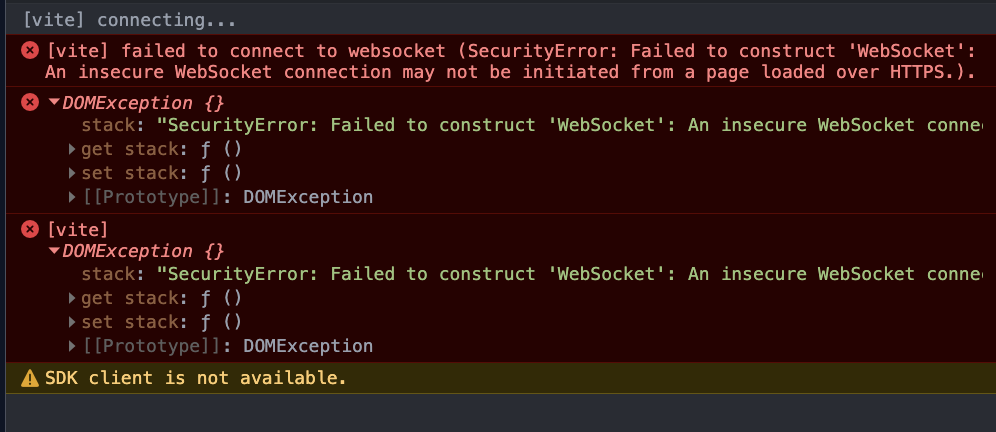 [vite] connecting...
[vite] failed to connect to websocket (SecurityError: Failed to construct 'WebSocket':
An insecure WebSocket connection may not be initiated from a page loaded over HTTPS.).
DOMException {}
stack: "SecurityError: Failed to construct 'WebSocket': An insecure WebSocket conne
get stack: ƒ ()
set stack: ƒ ()
[[Prototype]]: DOMException
[vite]
DOMException {}
stack: "SecurityError: Failed to construct 'WebSocket': An insecure WebSocket conne
get stack: ƒ ()
set stack: ƒ ()
[[Prototype]]: DOMException
SDK client is not available.